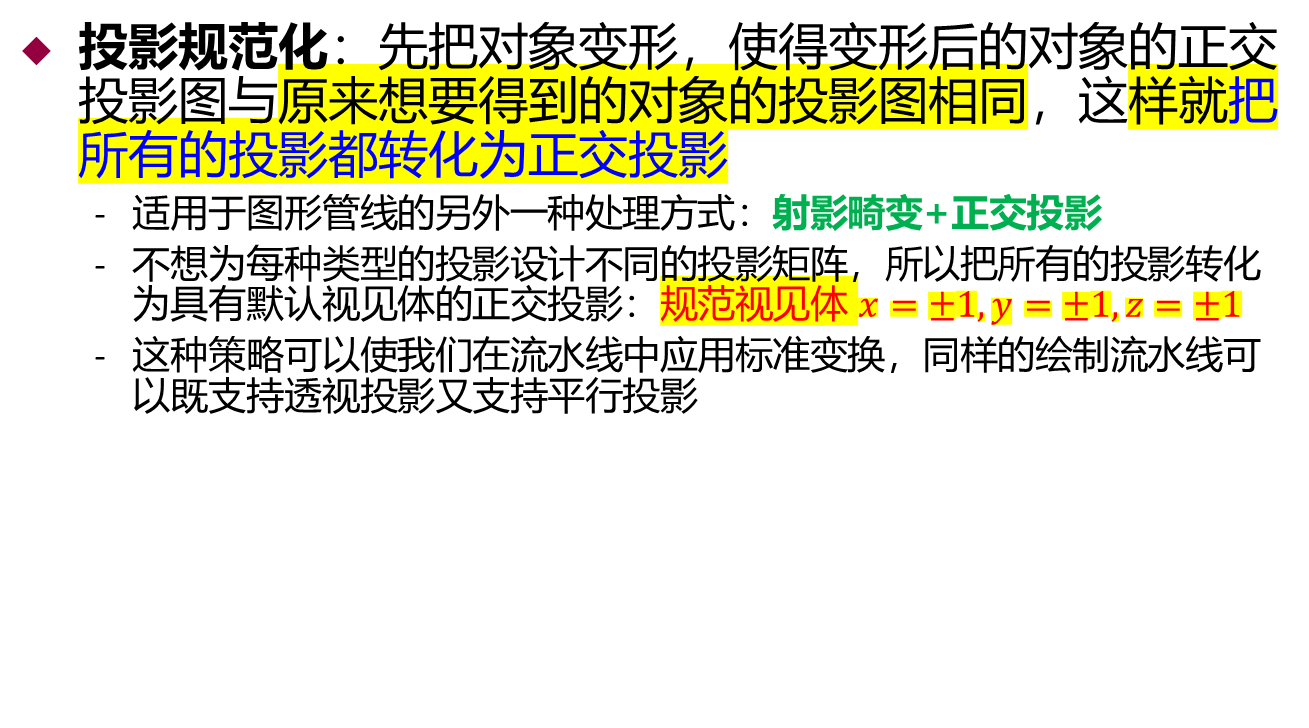 ◆ 投影规范化：先把对象变形，使得变形后的对象的正交
投影图与原来想要得到的对象的投影图相同，这样就把
所有的投影都转化为正交投影
- 适用于图形管线的另外一种处理方式：射影畸变+正交投影
- 不想为每种类型的投影设计不同的投影矩阵，所以把所有的投影转化
为具有默认视见体的正交投影：规范视见体 x = ±1, y = ±1, z = ±1
- 这种策略可以使我们在流水线中应用标准变换，同样的绘制流水线可
以既支持透视投影又支持平行投影